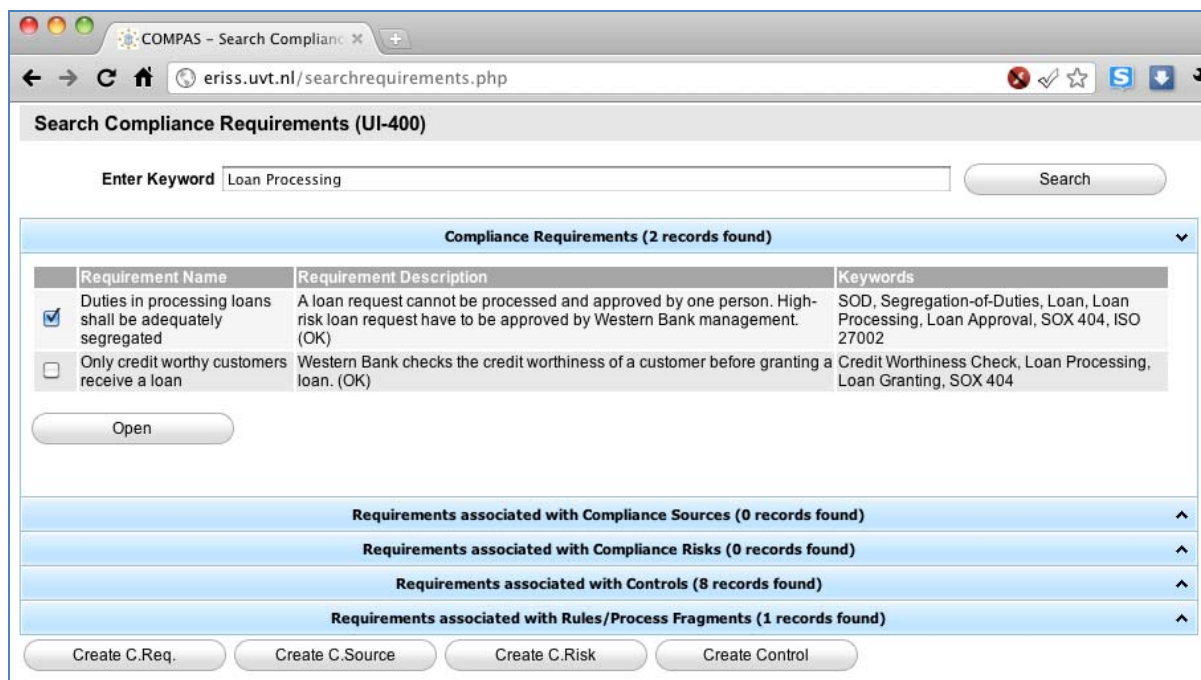 COMPAS – Search Complianc
eriss.uvt.nl/searchrequirements.php
S
Search Compliance Requirements (UI-400)
Enter Keyword Loan Processing Search
Compliance Requirements (2 records found)
Requirement Name Requirement Description Keywords
Duties in processing loans shall be adequately segregated
A loan request cannot be processed and approved by one person. High-
risk loan request have to be approved by Western Bank management.
(OK)
SOD, Segregation-of-Duties, Loan, Loan
Processing, Loan Approval, SOX 404, ISO
27002
Only credit worthy customers
receive a loan
Western Bank checks the credit worthiness of a customer before granting a
loan. (OK)
Credit Worthiness Check, Loan Processing,
Loan Granting, SOX 404
Open
Requirements associated with Compliance Sources (0 records found)
Requirements associated with Compliance Risks (0 records found)
Requirements associated with Controls (8 records found)
Requirements associated with Rules/Process Fragments (1 records found)
Create C.Req. Create C.Source Create C.Risk Create Control